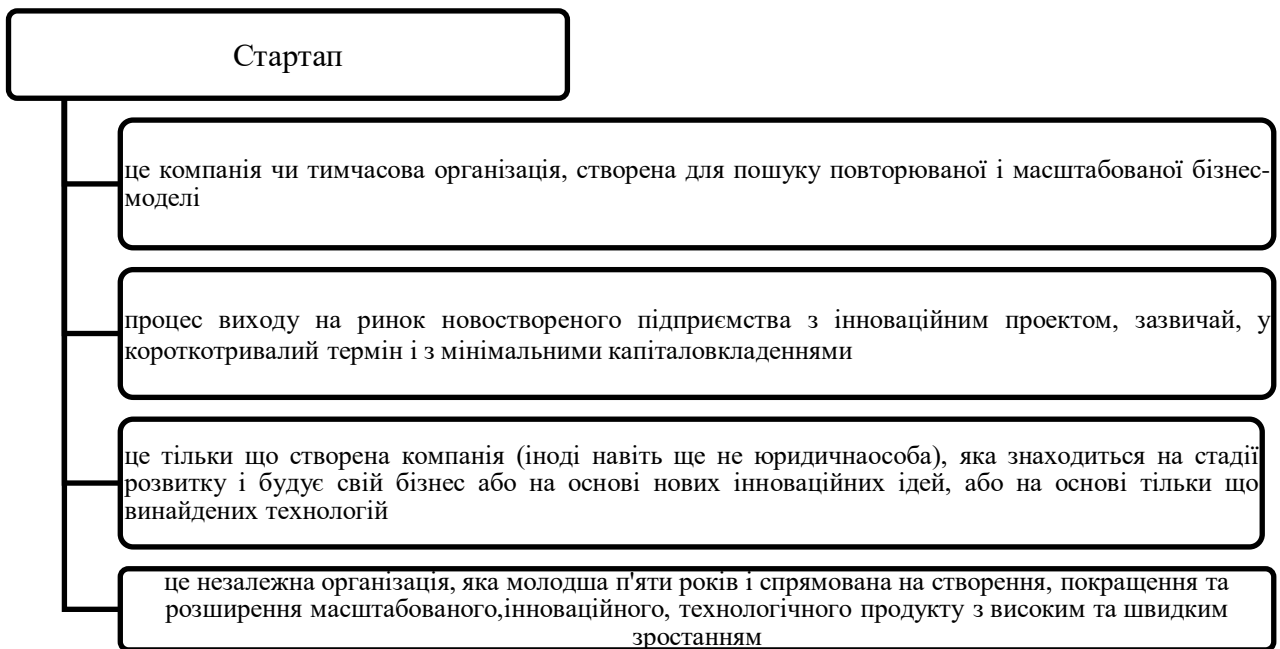 Стартап
це компанія чи тимчасова організація, створена для пошуку повторюваної і масштабованої бізнес-
моделі
процес виходу на ринок новоствореного підприємства з інноваційним проектом, зазвичай, у
короткотривалий термін і з мінімальними капіталовкладеннями
це тільки що створена компанія (іноді навіть ще не юридичнаособа), яка знаходиться на стадії
розвитку і будує свій бізнес або на основі нових інноваційних ідей, або на основі тільки що
винайдених технологій
це незалежна організація, яка молодша п'яти років і спрямована на створення, покращення та
розширення масштабованого,інноваційного, технологічного продукту з високим та швидким
зростанням